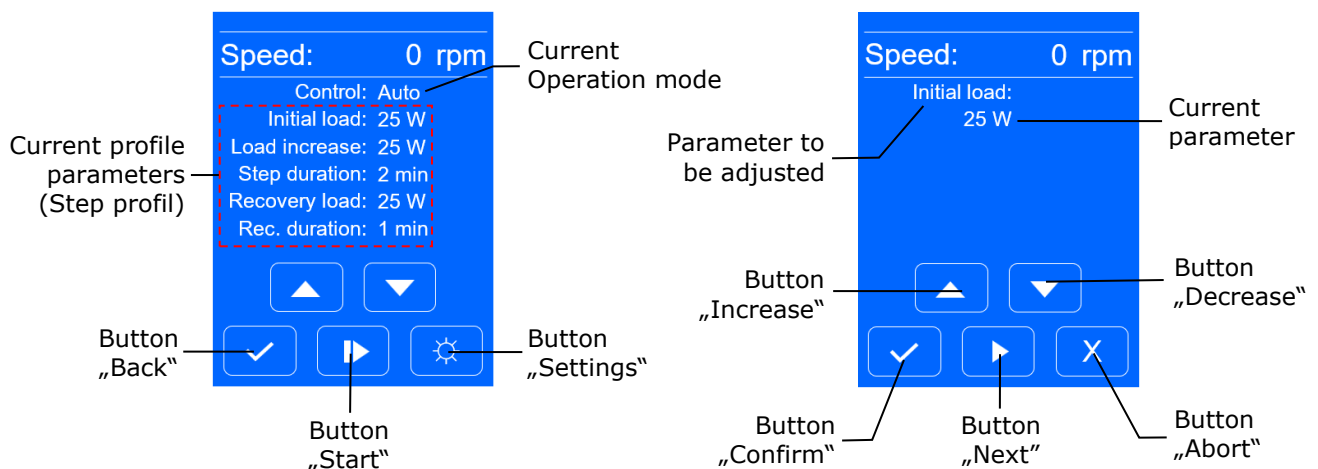 Speed: 0 rpm
Control: Auto
Initial load: 25 W
Load increase: 25 W
Step duration: 2 min
Recovery load: 25 W
Rec. duration: 1 min
Current
Operation mode
Current profile
parameters
(Step profil)
Button
„Back“
Button
„Start“
Button
„Settings“
Speed: 0 rpm
Initial load:
25 W
Parameter to
be adjusted
Current
parameter
Button
„Increase“
Button
„Decrease“
X
Button
„Confirm“
Button
„Next”
Button
„Abort“